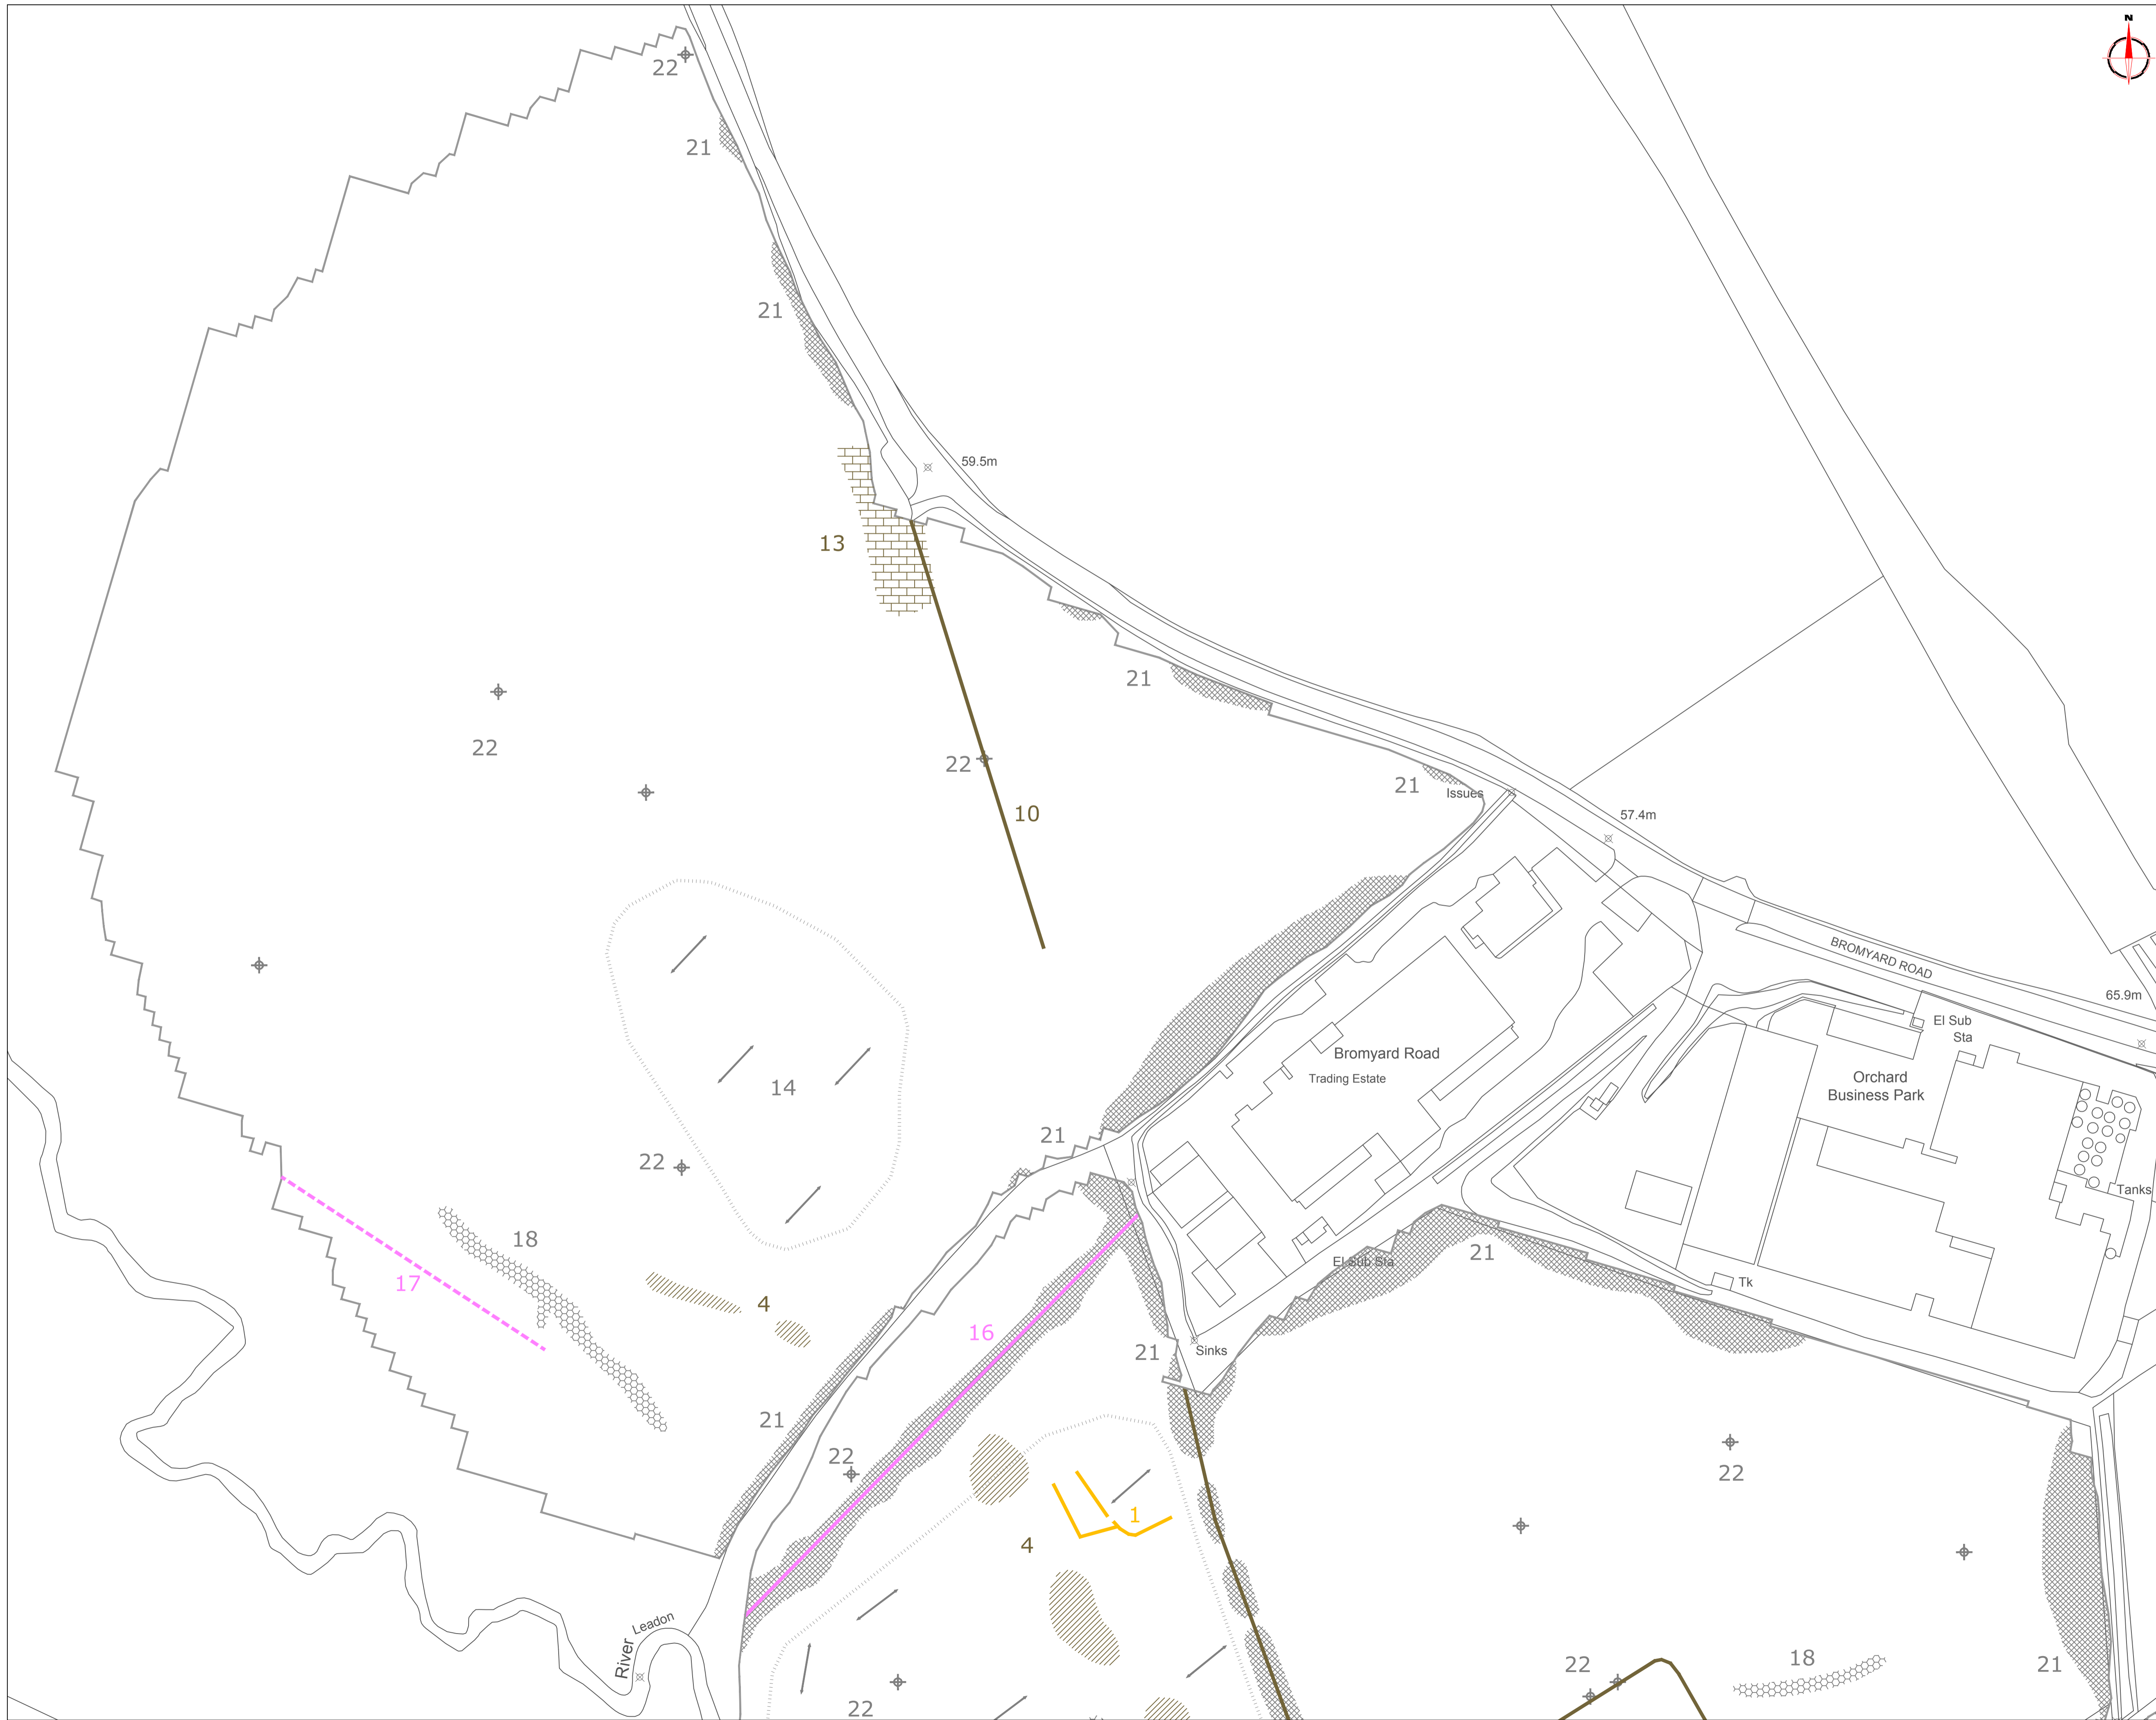 N
22
21
21
59.5m
13
21
22
22
21
Issues
10
57.4m
BROMYARD ROAD
65.9m
El Sub
Sta
Bromyard Road
Trading Estate
Orchard
Business Park
14
21
22
Tanks
18
17
4
16
21
El Sub Sta
Tk
21
Sinks
21
22
22
1
4
River Leadon
22
18
21
22